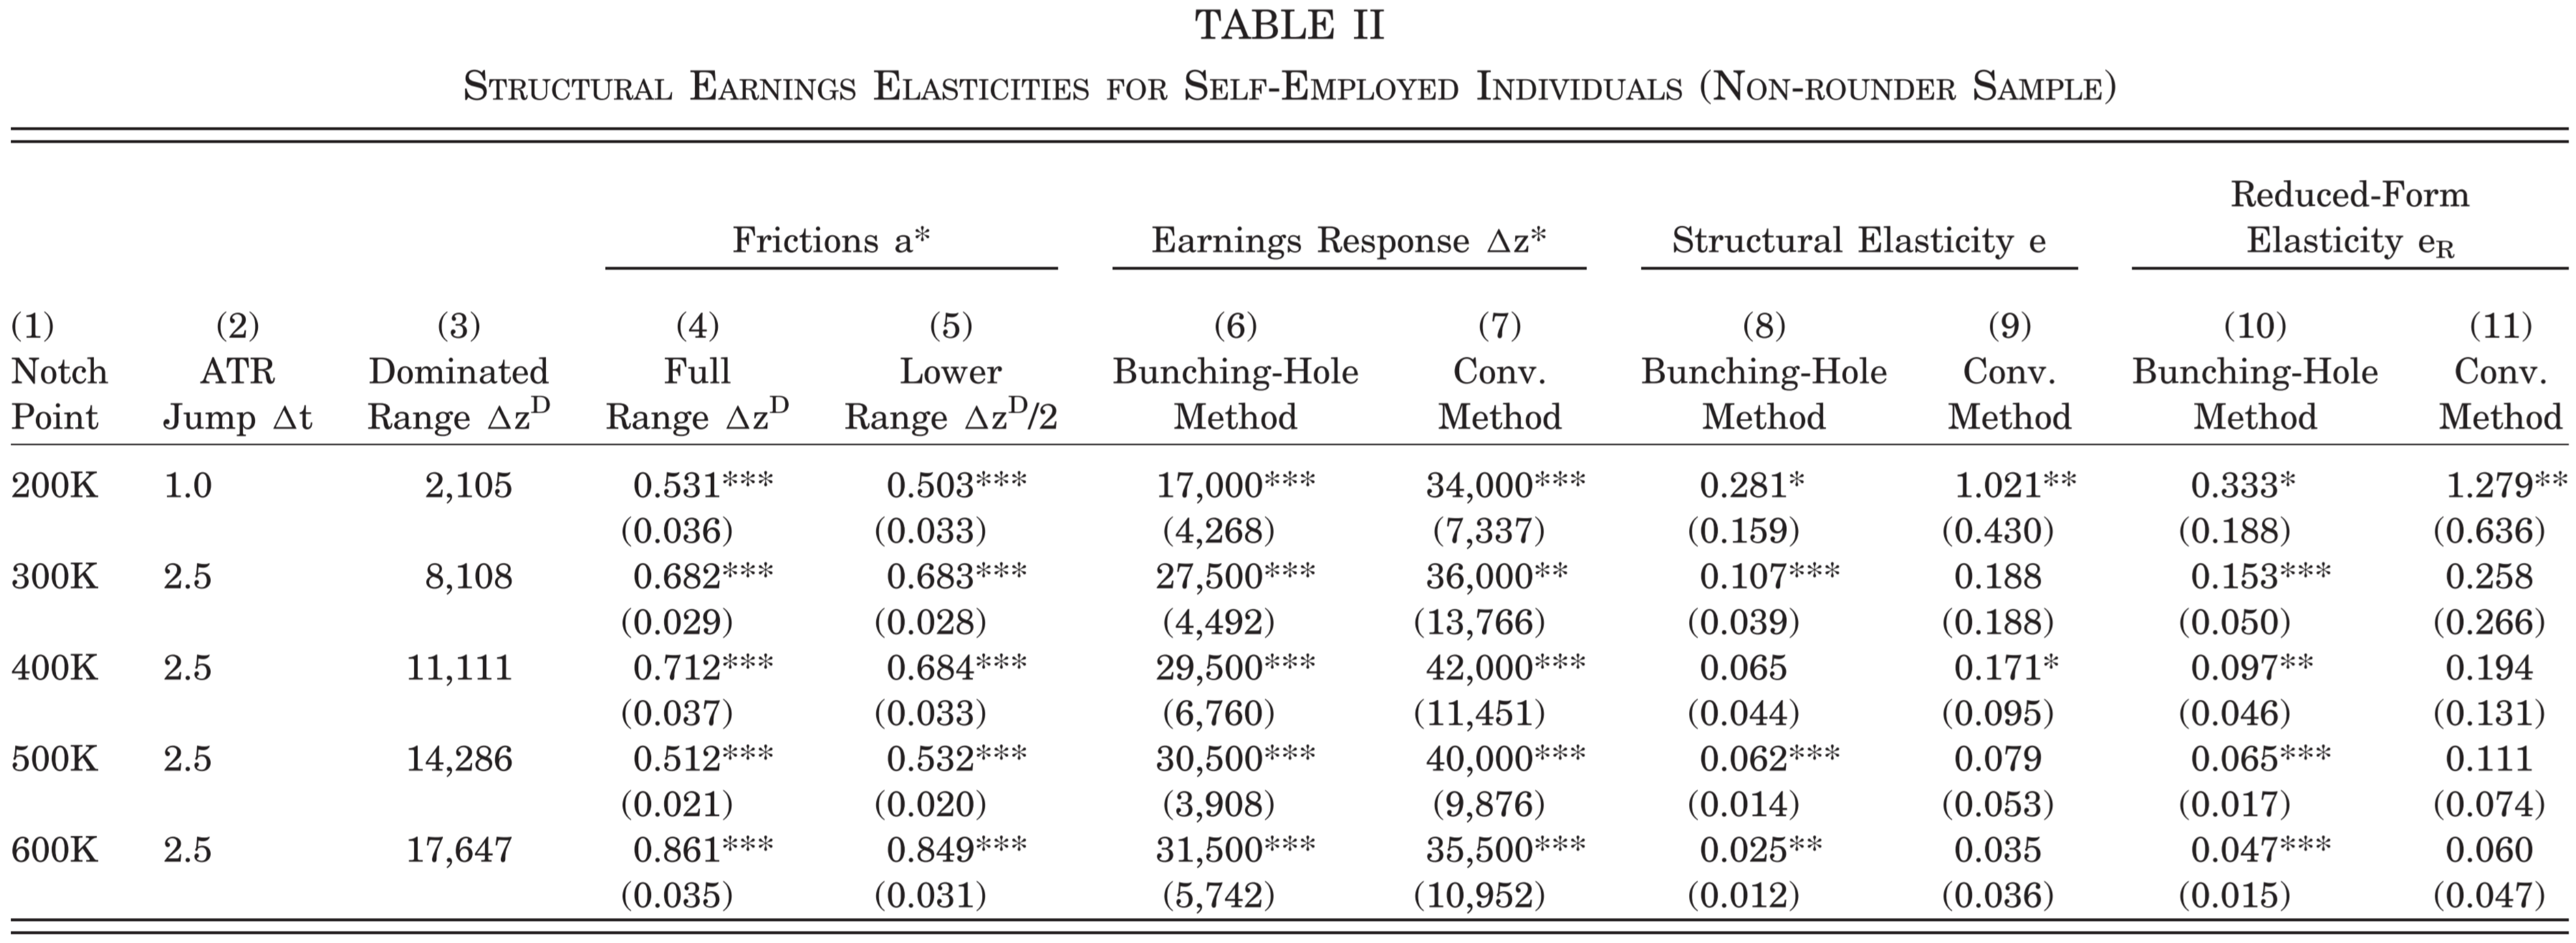 TABLE II
STRUCTURAL EARNINGS ELASTICITIES FOR SELF-EMPLOYED INDIVIDUALS (NON-ROUNDER SAMPLE)
Reduced-Form
Frictions a* Earnings Response Δz* Structural Elasticity e Elasticity eR
(1) (2) (3) (4) (5) (6) (7) (8) (9) (10) (11)
Notch ATR Dominated Full Lower Bunching-Hole Conv. Bunching-Hole Conv. Bunching-Hole Conv.
Point Jump Δt Range ΔzD Range ΔzD Range ΔzD/2 Method Method Method Method Method Method
200K 1.0 2,105 0.531*** 0.503*** 17,000*** 34,000*** 0.281* 1.021** 0.333* 1.279**
(0.036) (0.033) (4,268) (7,337) (0.159) (0.430) (0.188) (0.636)
300K 2.5 8,108 0.682*** 0.683*** 27,500*** 36,000** 0.107*** 0.188 0.153*** 0.258
(0.029) (0.028) (4,492) (13,766) (0.039) (0.188) (0.050) (0.266)
400K 2.5 11,111 0.712*** 0.684*** 29,500*** 42,000*** 0.065 0.171* 0.097** 0.194
(0.037) (0.033) (6,760) (11,451) (0.044) (0.095) (0.046) (0.131)
500K 2.5 14,286 0.512*** 0.532*** 30,500*** 40,000*** 0.062*** 0.079 0.065*** 0.111
(0.021) (0.020) (3,908) (9,876) (0.014) (0.053) (0.017) (0.074)
600K 2.5 17,647 0.861*** 0.849*** 31,500*** 35,500*** 0.025** 0.035 0.047*** 0.060
(0.035) (0.031) (5,742) (10,952) (0.012) (0.036) (0.015) (0.047)